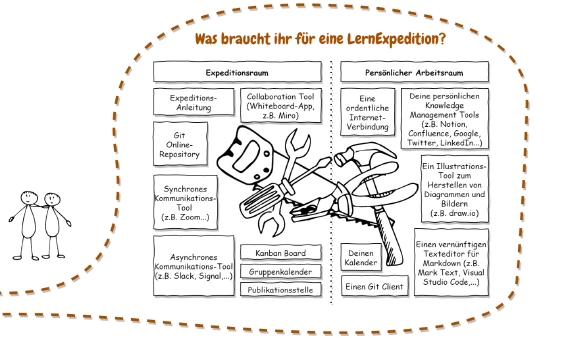 Was braucht ihr für eine LernExpedition?
Expeditionsraum
Expeditions-
Anleitung
Collaboration Tool
(Whiteboard-App,
z.B. Miro)
Git
Online-
Repository
Synchrones
Kommunikations-
Tool
(z.B. Zoom...)
Asynchrones
Kommunikations-Tool
(z.B. Slack, Signal,...)
Kanban Board
Gruppenkalender
Publikationsstelle
Persönlicher Arbeitsraum
Eine
ordentliche
Internet-
Verbindung
Deine persönlichen
Knowledge
Management Tools
(z.B. Notion,
Confluence, Google,
Twitter, LinkedIn...)
Ein Illustrations-
Tool zum
Herstellen von
Diagrammen und
Bildern
(z.B. draw.io)
Deinen
Kalender
Einen Git Client
Einen vernünftigen
Texteditor für
Markdown (z.B.
Mark Text, Visual
Studio Code,...)